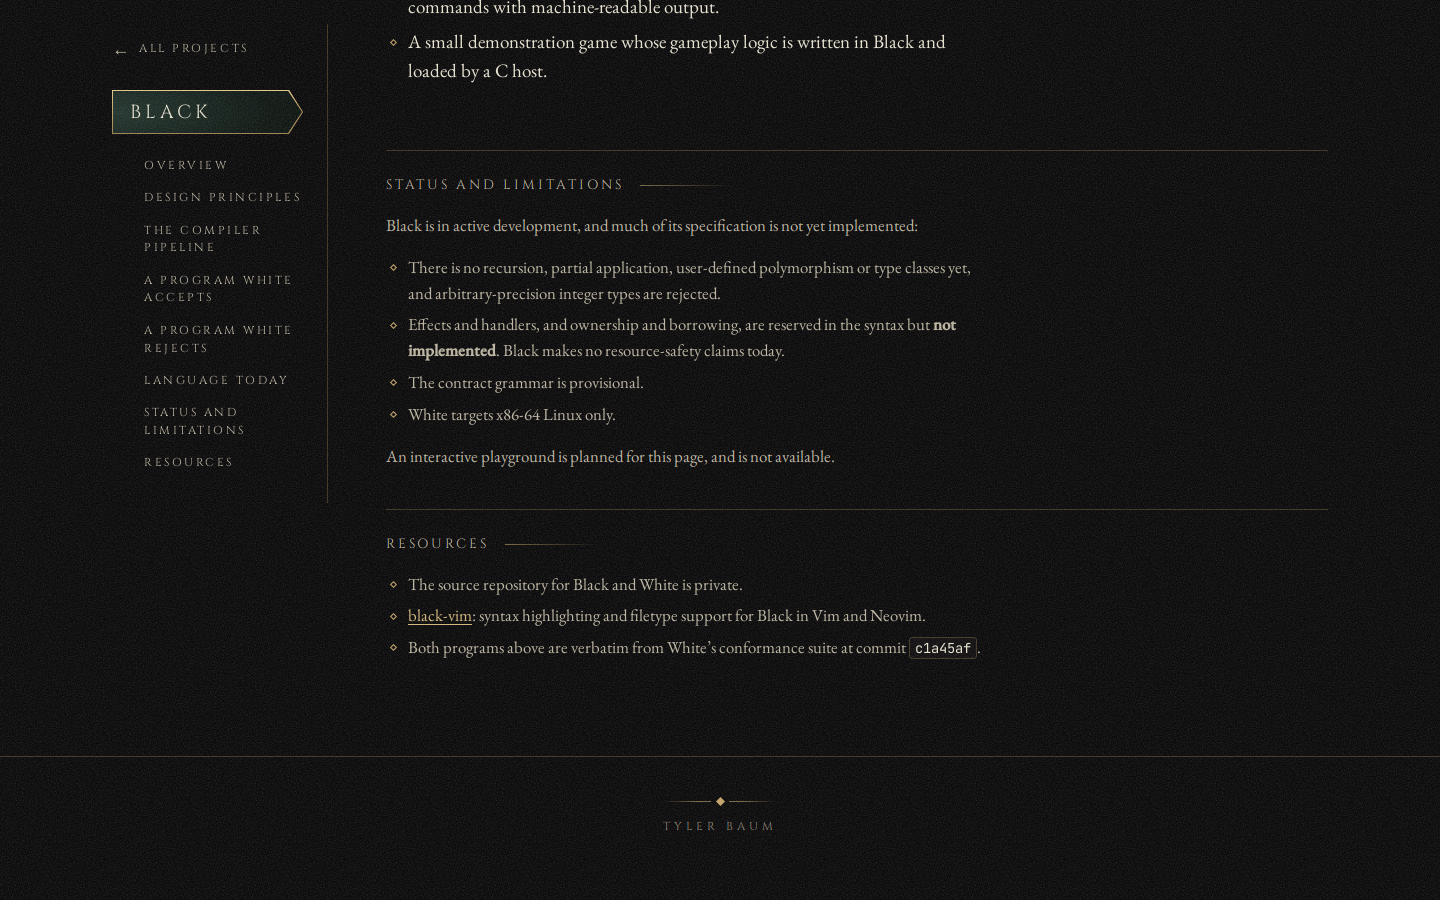 commands with machine-readable output.
A small demonstration game whose gameplay logic is written in Black and
loaded by a C host.
← ALL PROJECTS
BLACK
OVERVIEW
DESIGN PRINCIPLES
THE COMPILER
PIPELINE
A PROGRAM WHITE
ACCEPTS
A PROGRAM WHITE
REJECTS
LANGUAGE TODAY
STATUS AND
LIMITATIONS
RESOURCES
STATUS AND LIMITATIONS
Black is in active development, and much of its specification is not yet implemented:
There is no recursion, partial application, user-defined polymorphism or type classes yet,
and arbitrary-precision integer types are rejected.
Effects and handlers, and ownership and borrowing, are reserved in the syntax but not
implemented. Black makes no resource-safety claims today.
The contract grammar is provisional.
White targets x86-64 Linux only.
An interactive playground is planned for this page, and is not available.
RESOURCES
The source repository for Black and White is private.
black-vim: syntax highlighting and filetype support for Black in Vim and Neovim.
Both programs above are verbatim from White’s conformance suite at commit c1a45af.
TYLER BAUM